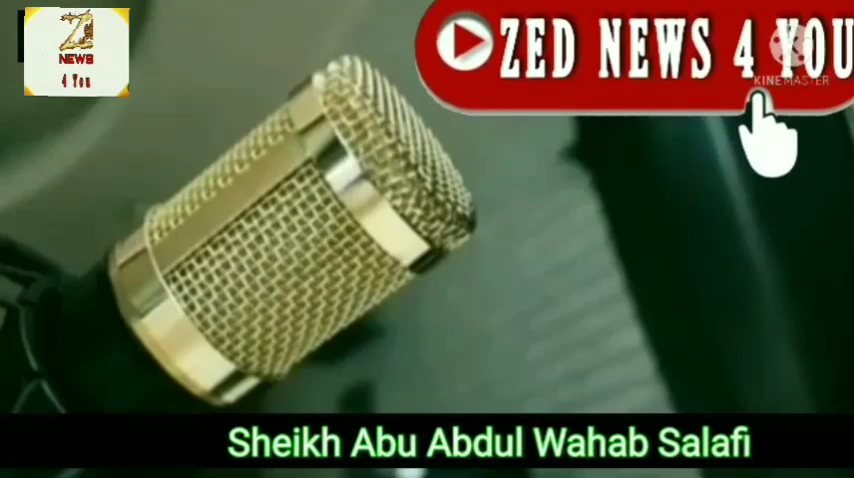 Z
NEWS
4 You
ZED NEWS 4 YOU
KINEMASTER
Sheikh Abu Abdul Wahab Salafi